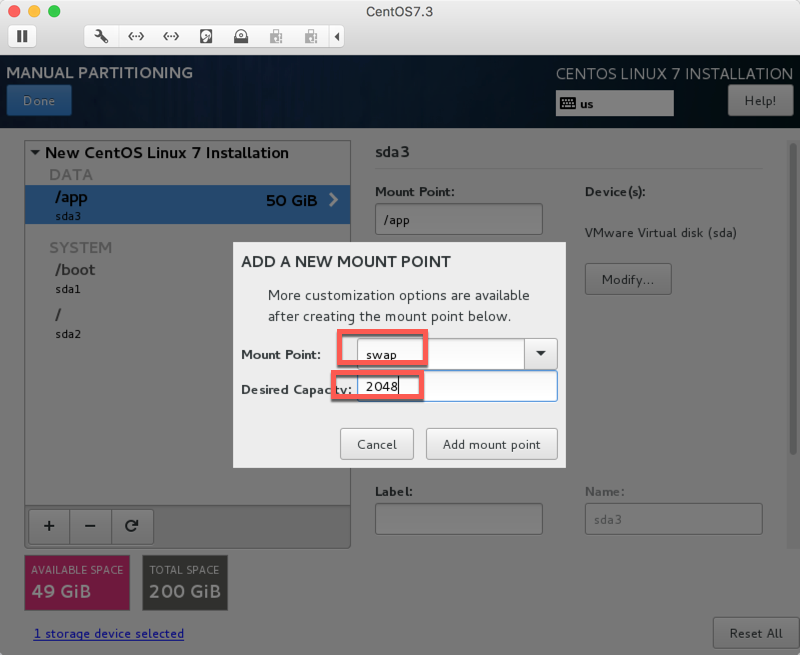 CentOS7.3
MANUAL PARTITIONING
CENTOS LINUX 7 INSTALLATION
Done
us
Help!
New CentOS Linux 7 Installation
DATA
/app
50 GiB
sda3
SYSTEM
/boot
sda1
/
sda2
sda3
Mount Point:
Device(s):
/app
VMware Virtual disk (sda)
Modify...
ADD A NEW MOUNT POINT
More customization options are available
after creating the mount point below.
Mount Point:
swap
Desired Capacity:
2048
Cancel
Add mount point
Label:
Name:
sda3
+
−
AVAILABLE SPACE
49 GiB
TOTAL SPACE
200 GiB
1 storage device selected
Reset All